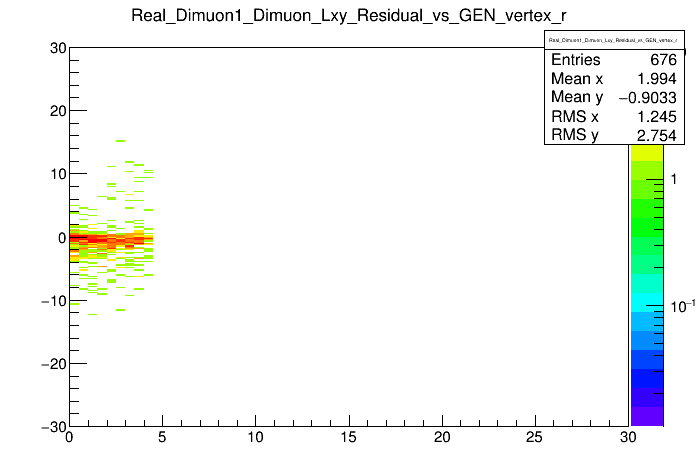 Real_Dimuon1_Dimuon_Lxy_Residual_vs_GEN_vertex_r
Real_Dimuon1_Dimuon_Lxy_Residual_vs_GEN_vertex_r
Entries 676
Mean x 1.994
Mean y −0.9033
RMS x 1.245
RMS y 2.754
30
20
10
0
−10
−20
−30
0 5 10 15 20 25 30
1
10−1